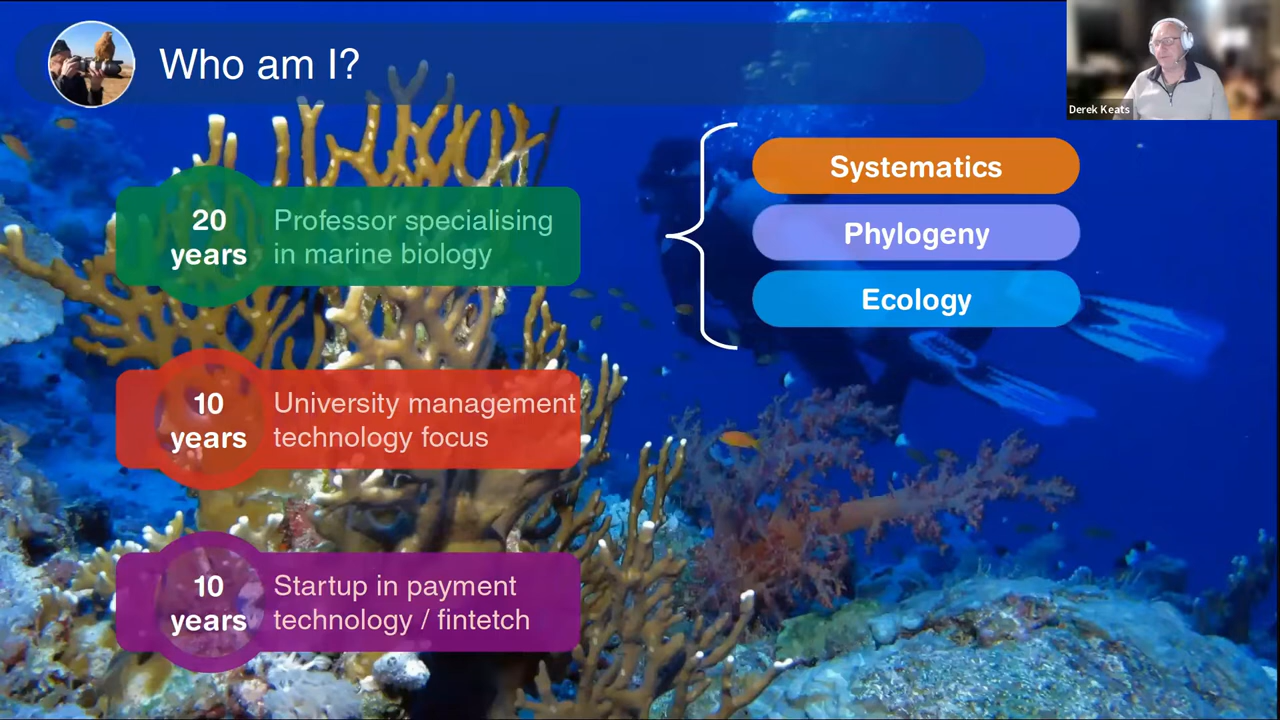 Who am I?
Derek Keats
20
years
Professor specialising
in marine biology
Systematics
Phylogeny
Ecology
10
years
University management
technology focus
10
years
Startup in payment
technology / fintetch